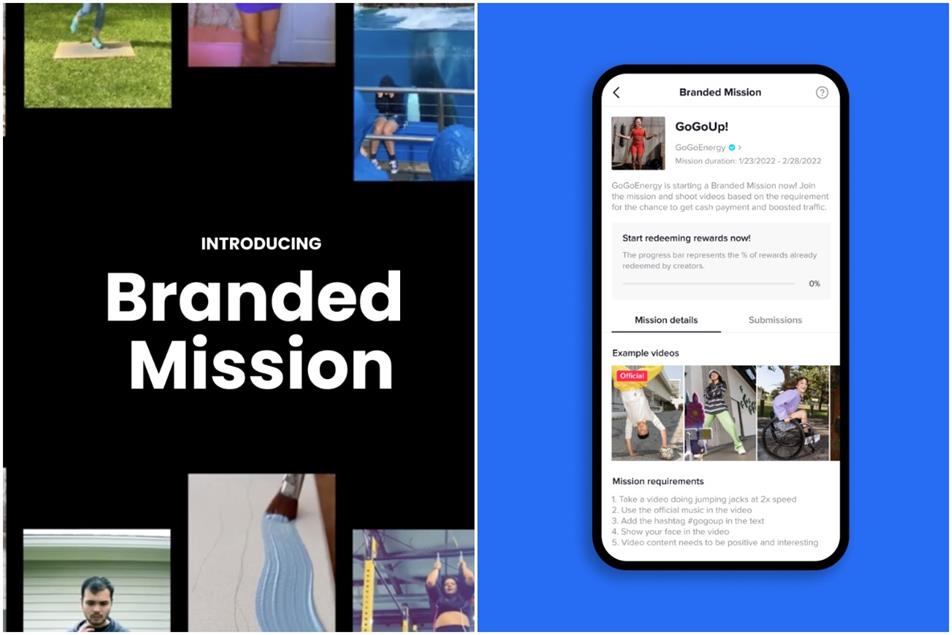 INTRODUCING
Branded
Mission
Branded Mission
GoGoUp!
GoGoEnergy
Mission duration: 1/23/2022 - 2/28/2022
GoGoEnergy is starting a Branded Mission now! Join
the mission and shoot videos based on the requirement
for the chance to get cash payment and boosted traffic.
Start redeeming rewards now!
The progress bar represents the % of rewards already
redeemed by creators.
0%
Mission details
Submissions
Example videos
Official
Mission requirements
1. Take a video doing jumping jacks at 2x speed
2. Use the official music in the video
3. Add the hashtag #gogoup in the text
4. Show your face in the video
5. Video content needs to be positive and interesting